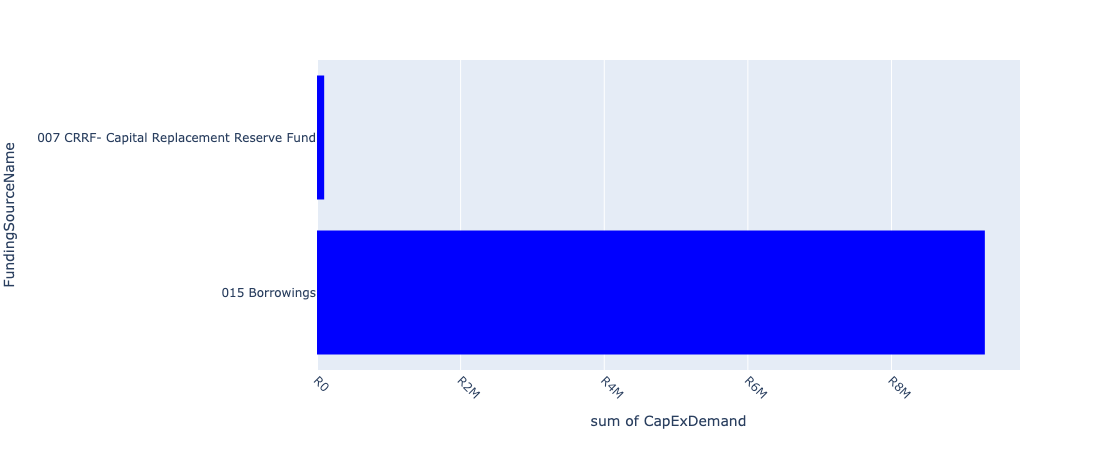 FundingSourceName
007 CRRF- Capital Replacement Reserve Fund
015 Borrowings
R0
R2M
R4M
R6M
R8M
sum of CapExDemand